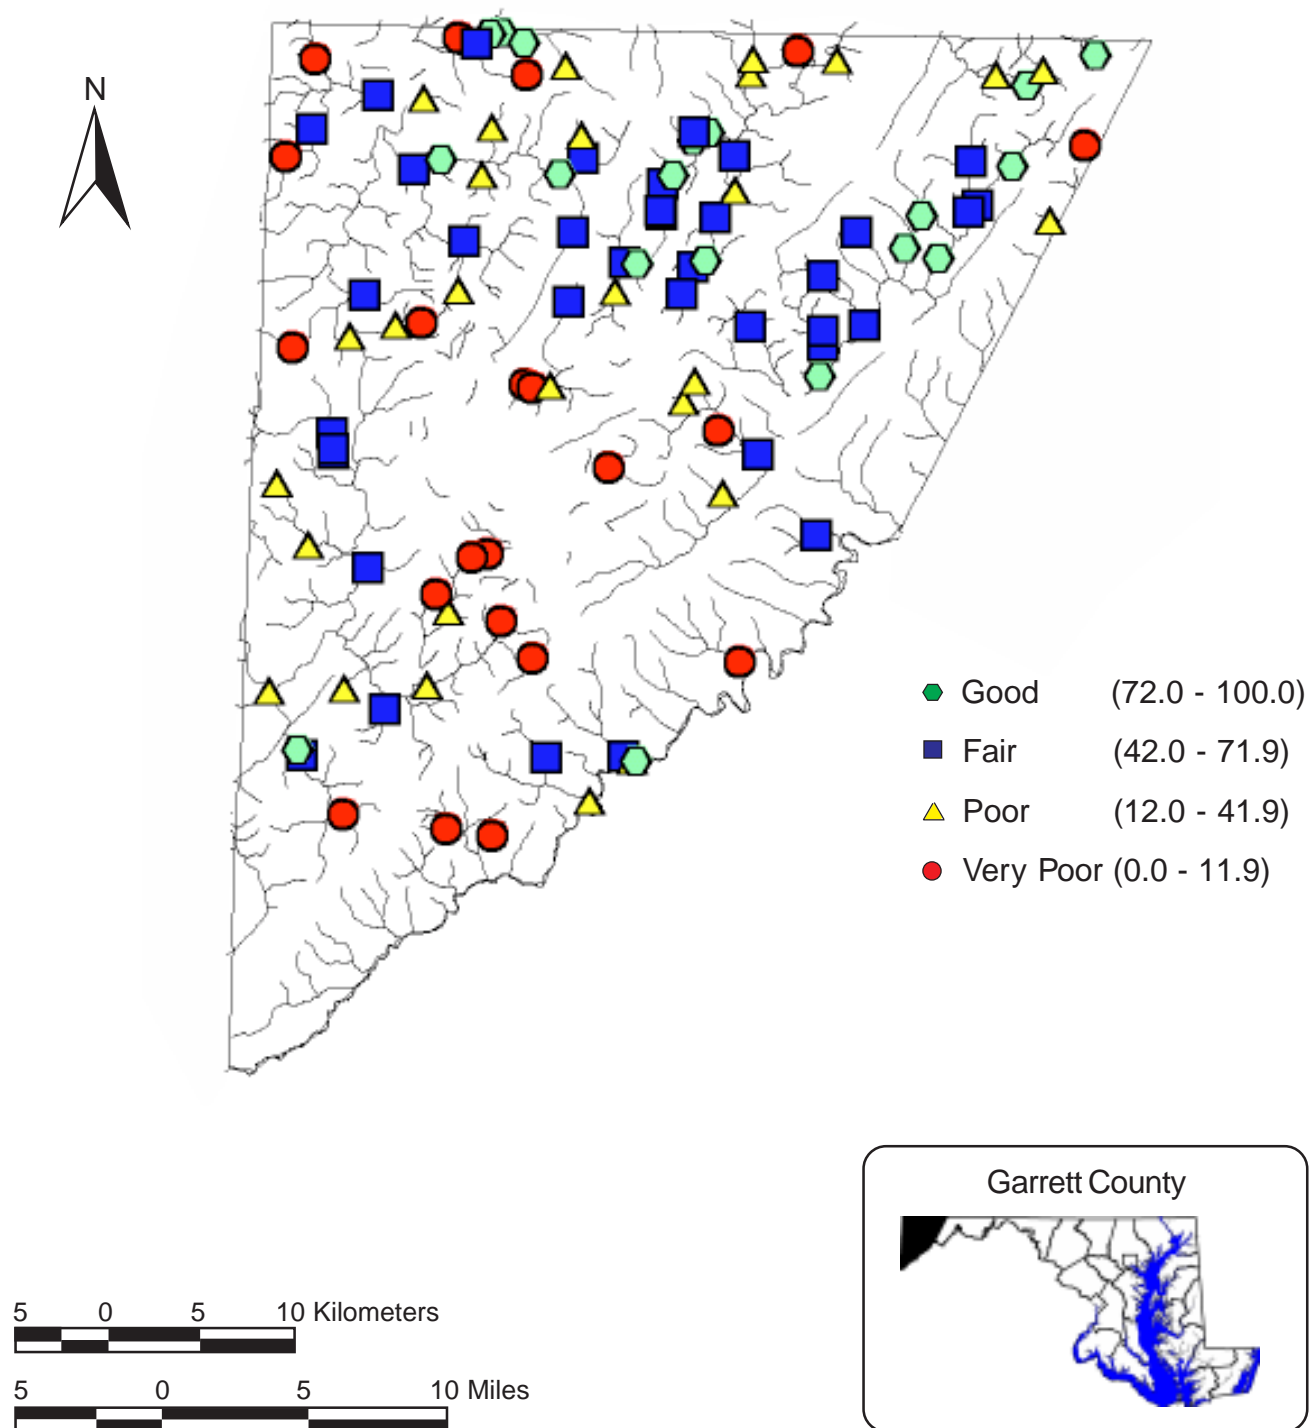 N
Good (72.0 - 100.0)
Fair (42.0 - 71.9)
Poor (12.0 - 41.9)
Very Poor (0.0 - 11.9)
Garrett County
5 0 5 10 Kilometers
5 0 5 10 Miles